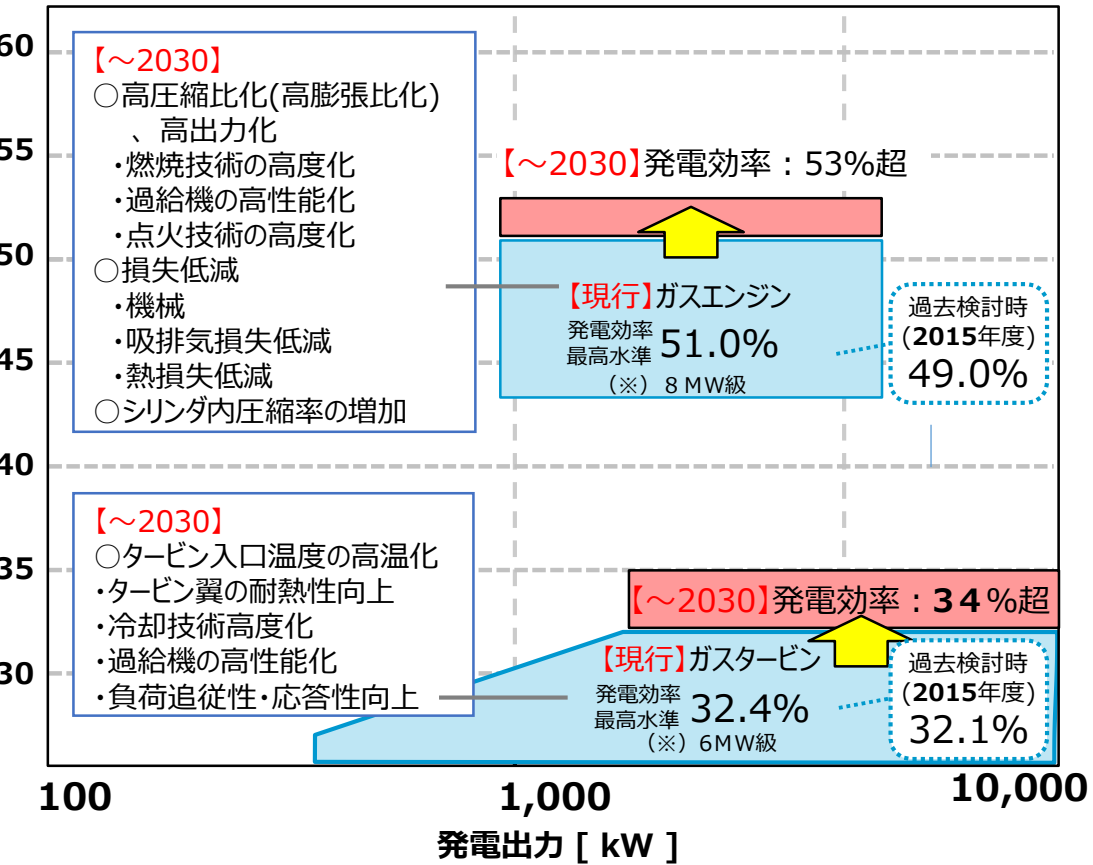 60
55
50
45
40
35
30
【～2030】
○高圧縮比化(高膨張比化)
、高出力化
・燃焼技術の高度化
・過給機の高性能化
・点火技術の高度化
○損失低減
・機械
・吸排気損失低減
・熱損失低減
○シリンダ内圧縮率の増加
【～2030】発電効率：53%超
【現行】ガスエンジン
発電効率
最高水準 51.0%
（※）８MW級
過去検討時
(2015年度)
49.0%
【～2030】
○タービン入口温度の高温化
・タービン翼の耐熱性向上
・冷却技術高度化
・過給機の高性能化
・負荷追従性・応答性向上
【～2030】発電効率：３４%超
【現行】ガスタービン
発電効率
最高水準 32.4%
（※）6MW級
過去検討時
(2015年度)
32.1%
100
1,000
10,000
発電出力 [ kW ]